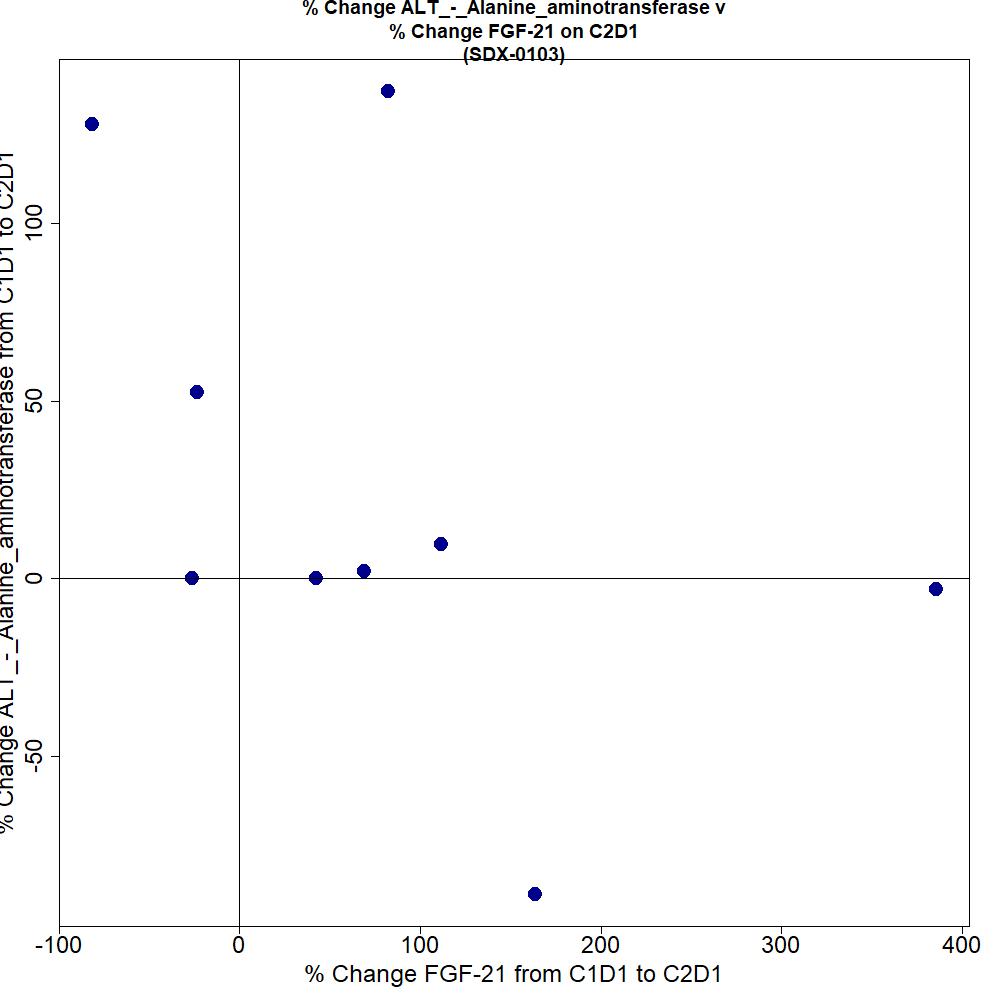 % Change ALT_-_Alanine_aminotransferase v
% Change FGF-21 on C2D1
(SDX-0103)
% Change ALT_-_Alanine_aminotransferase from C1D1 to C2D1
100
50
0
-50
-100 0 100 200 300 400
% Change FGF-21 from C1D1 to C2D1